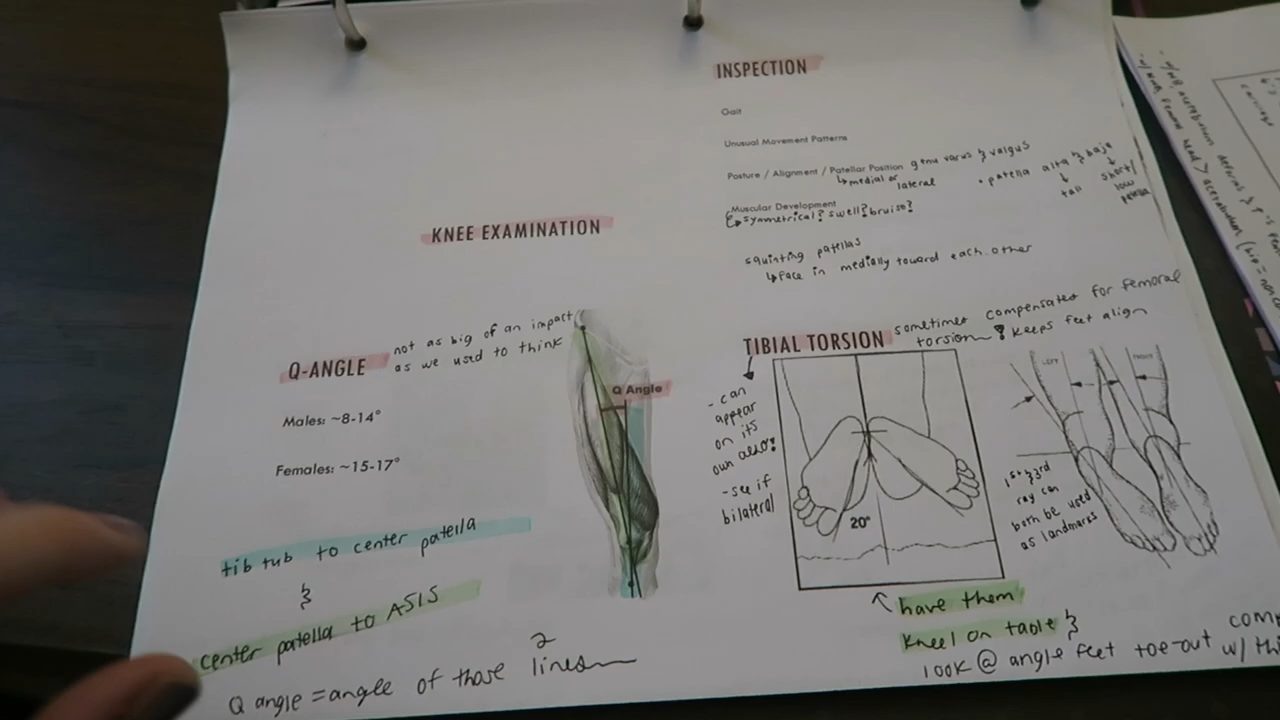 KNEE EXAMINATION
Q-ANGLE
not as big of an impact
as we used to think
Males: ~8-14°
Females: ~15-17°
Q Angle
tib tub to center patella
&
center patella to ASIS
Q angle = angle of those 2 lines
INSPECTION
Gait
Unusual Movement Patterns
Posture / Alignment / Patellar Position genu varus & valgus
↳medial or lateral
• patella alta & baja
↓ tall
↓ short/
low
patella
Muscular Development
↳symmetrical? swell? bruise?
squinting patellas
↳face in medially toward each other
TIBIAL TORSION
sometimes compensates for femoral
torsion & keeps feet align
- can
appear
on its
own also!
- see if
bilateral
20°
LEFT
1st & 3rd
ray can
both be used
as landmarks
have them
kneel on table &
look @ angle feet toe-out
w/